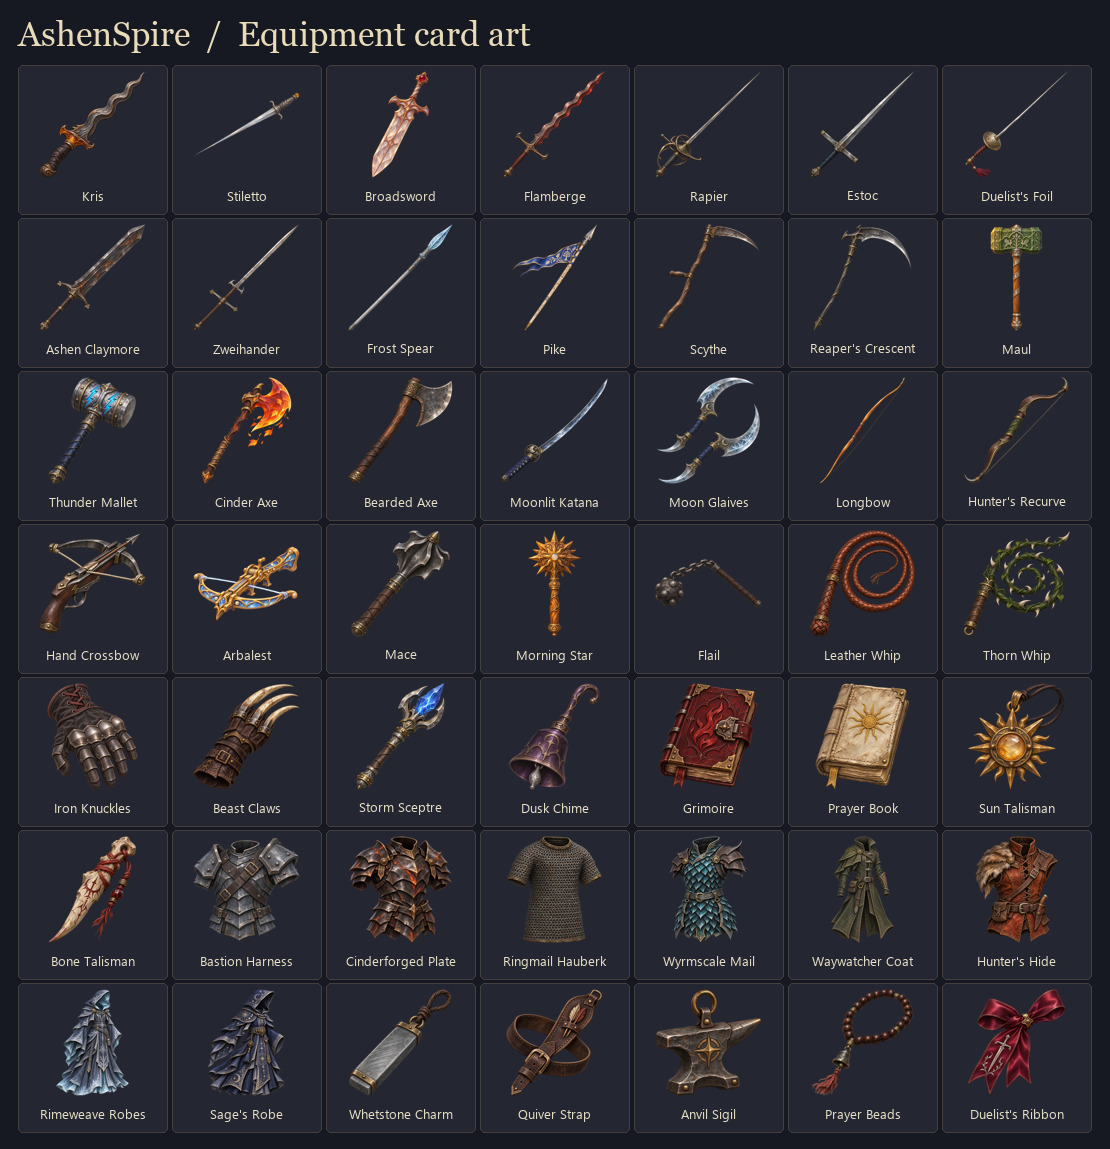 AshenSpire / Equipment card art
Kris
Stiletto
Broadsword
Flamberge
Rapier
Estoc
Duelist's Foil
Ashen Claymore
Zweihander
Frost Spear
Pike
Scythe
Reaper's Crescent
Maul
Thunder Mallet
Cinder Axe
Bearded Axe
Moonlit Katana
Moon Glaives
Longbow
Hunter's Recurve
Hand Crossbow
Arbalest
Mace
Morning Star
Flail
Leather Whip
Thorn Whip
Iron Knuckles
Beast Claws
Storm Sceptre
Dusk Chime
Grimoire
Prayer Book
Sun Talisman
Bone Talisman
Bastion Harness
Cinderforged Plate
Ringmail Hauberk
Wyrmscale Mail
Waywatcher Coat
Hunter's Hide
Rimeweave Robes
Sage's Robe
Whetstone Charm
Quiver Strap
Anvil Sigil
Prayer Beads
Duelist's Ribbon